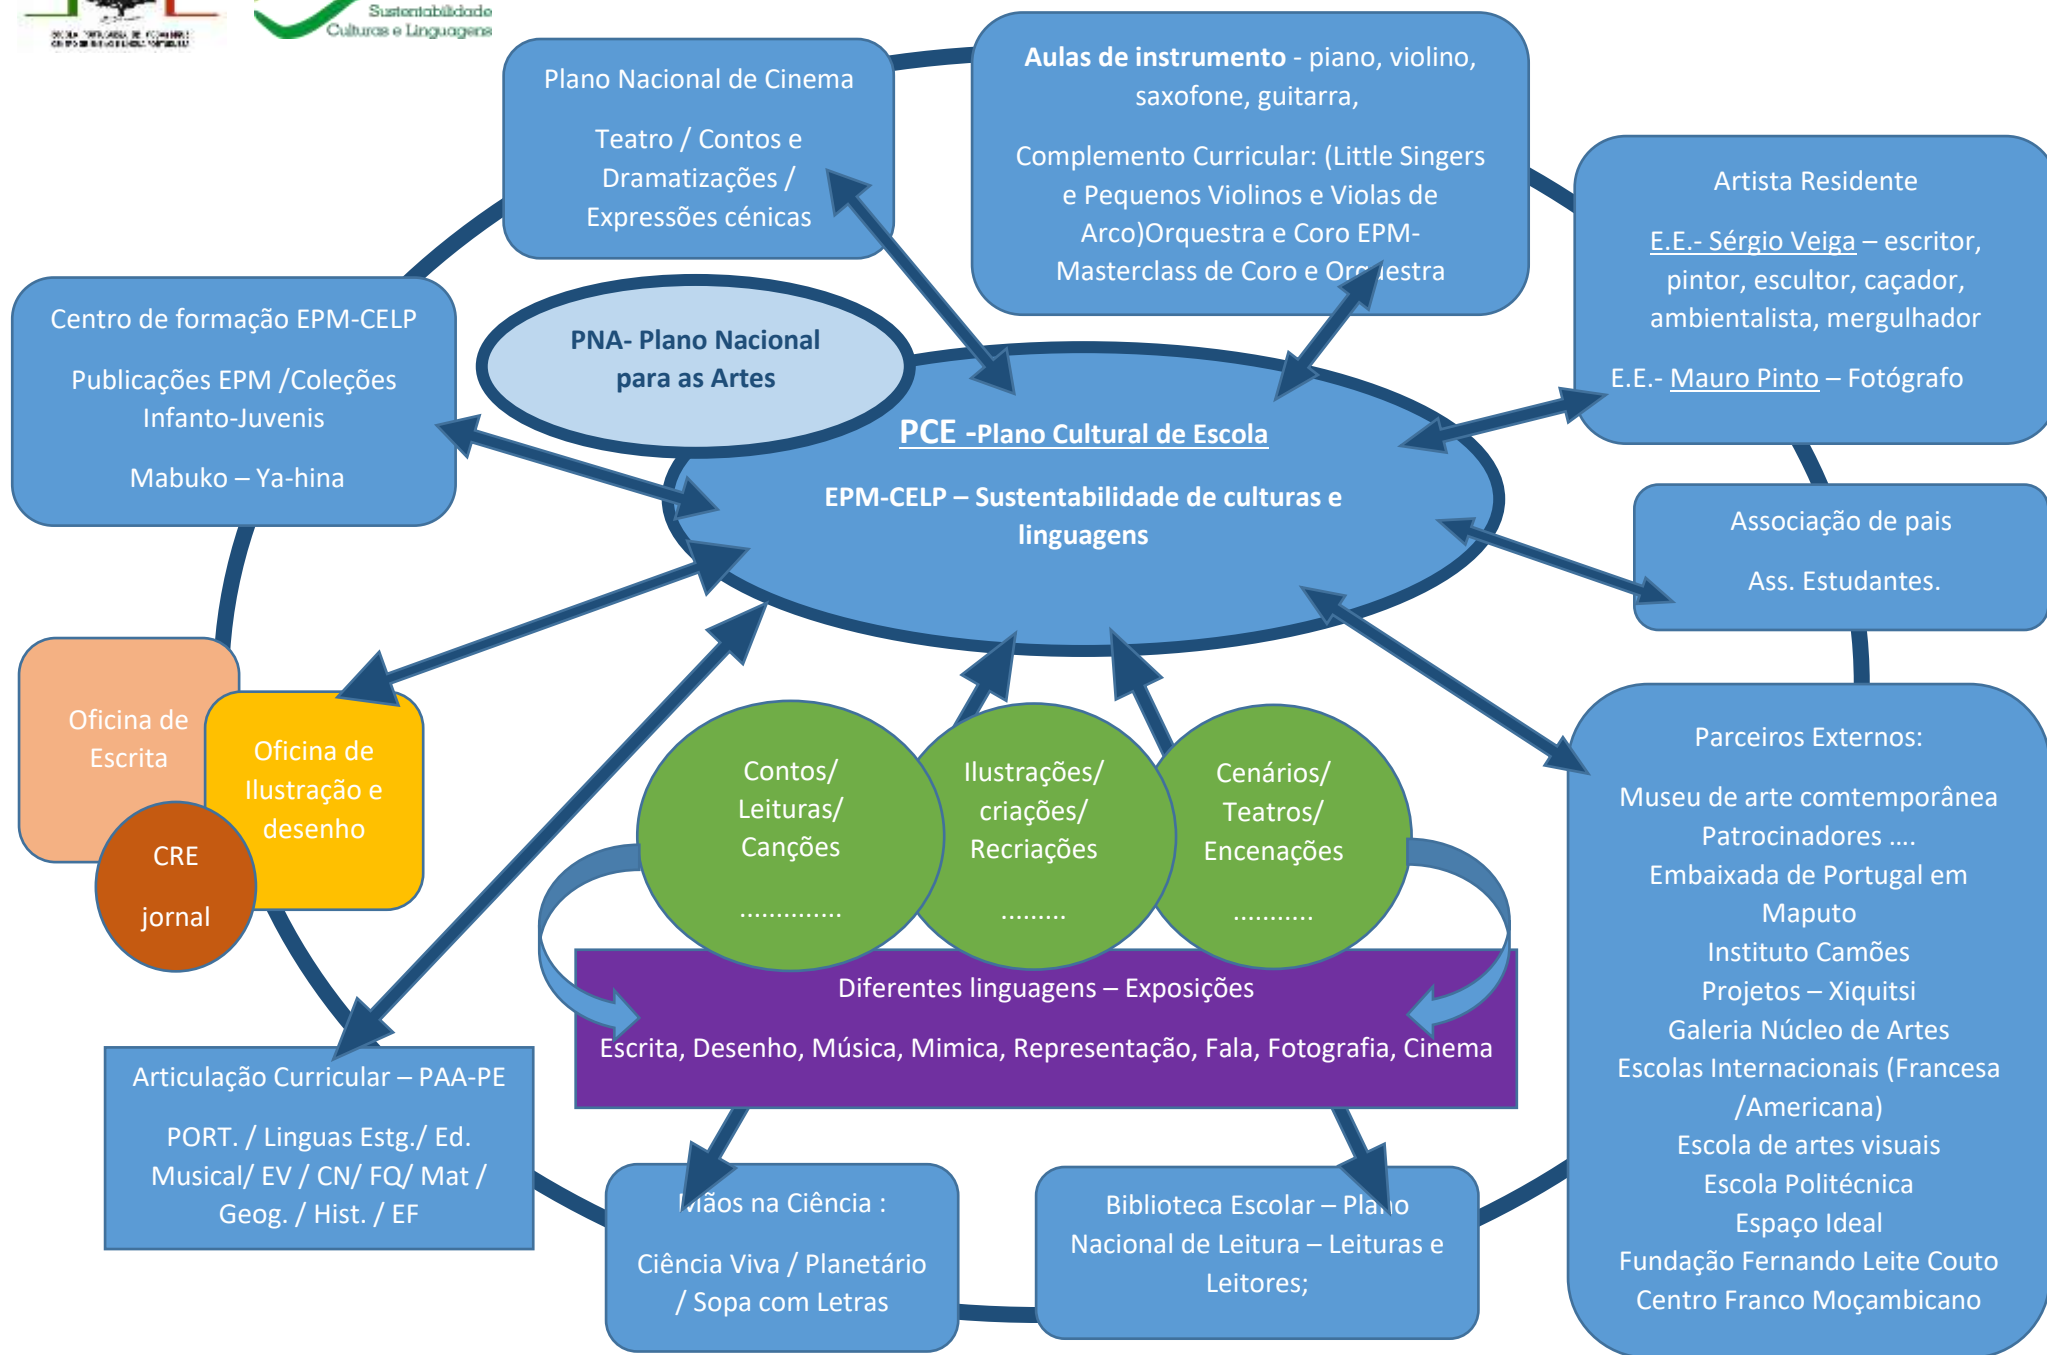 ESCOLA PORTUGUESA DE MOÇAMBIQUE
CENTRO DE ENSINO E LÍNGUA PORTUGUESA
Sustentabilidade
Culturas e Linguagens
Plano Nacional de Cinema
Teatro / Contos e
Dramatizações /
Expressões cénicas
Aulas de instrumento - piano, violino,
saxofone, guitarra,
Complemento Curricular: (Little Singers
e Pequenos Violinos e Violas de
Arco)Orquestra e Coro EPM-
Masterclass de Coro e Orquestra
Artista Residente
E.E.- Sérgio Veiga – escritor,
pintor, escultor, caçador,
ambientalista, mergulhador
E.E.- Mauro Pinto – Fotógrafo
Centro de formação EPM-CELP
Publicações EPM /Coleções
Infanto-Juvenis
Mabuko – Ya-hina
PNA- Plano Nacional
para as Artes
PCE -Plano Cultural de Escola
EPM-CELP – Sustentabilidade de culturas e
linguagens
Associação de pais
Ass. Estudantes.
Oficina de
Escrita
Oficina de
Ilustração e
desenho
CRE
jornal
Contos/
Leituras/
Canções
..............
Ilustrações/
criações/
Recriações
.........
Cenários/
Teatros/
Encenações
...........
Parceiros Externos:
Museu de arte comtemporânea
Patrocinadores ….
Embaixada de Portugal em
Maputo
Instituto Camões
Projetos – Xiquitsi
Galeria Núcleo de Artes
Escolas Internacionais (Francesa
/Americana)
Escola de artes visuais
Escola Politécnica
Espaço Ideal
Fundação Fernando Leite Couto
Centro Franco Moçambicano
Diferentes linguagens – Exposições
Escrita, Desenho, Música, Mimica, Representação, Fala, Fotografia, Cinema
Articulação Curricular – PAA-PE
PORT. / Linguas Estg./ Ed.
Musical/ EV / CN/ FQ/ Mat /
Geog. / Hist. / EF
Mãos na Ciência :
Ciência Viva / Planetário
/ Sopa com Letras
Biblioteca Escolar – Plano
Nacional de Leitura – Leituras e
Leitores;